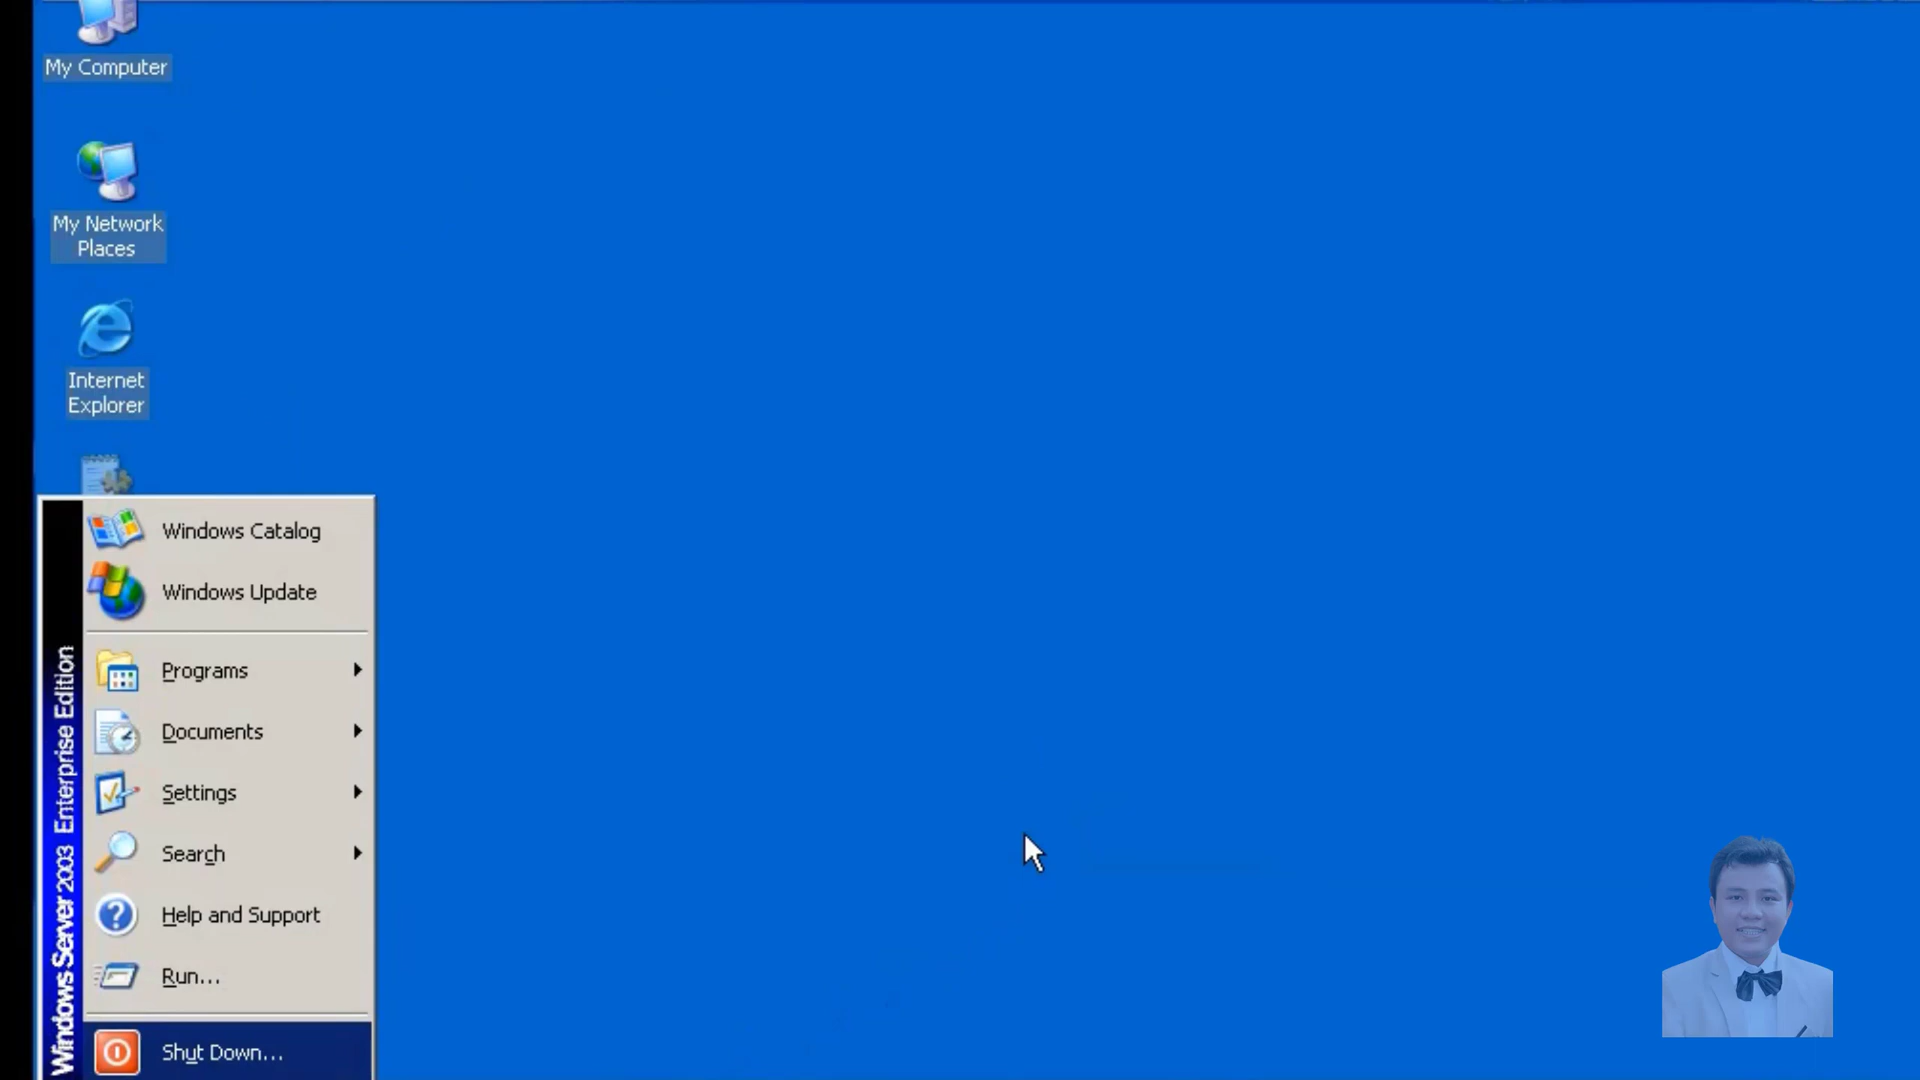 My Computer
My Network
Places
Internet
Explorer
Windows Catalog
Windows Update
Programs
Documents
Settings
Search
Help and Support
Run...
Shut Down...
Windows Server 2003 Enterprise Edition